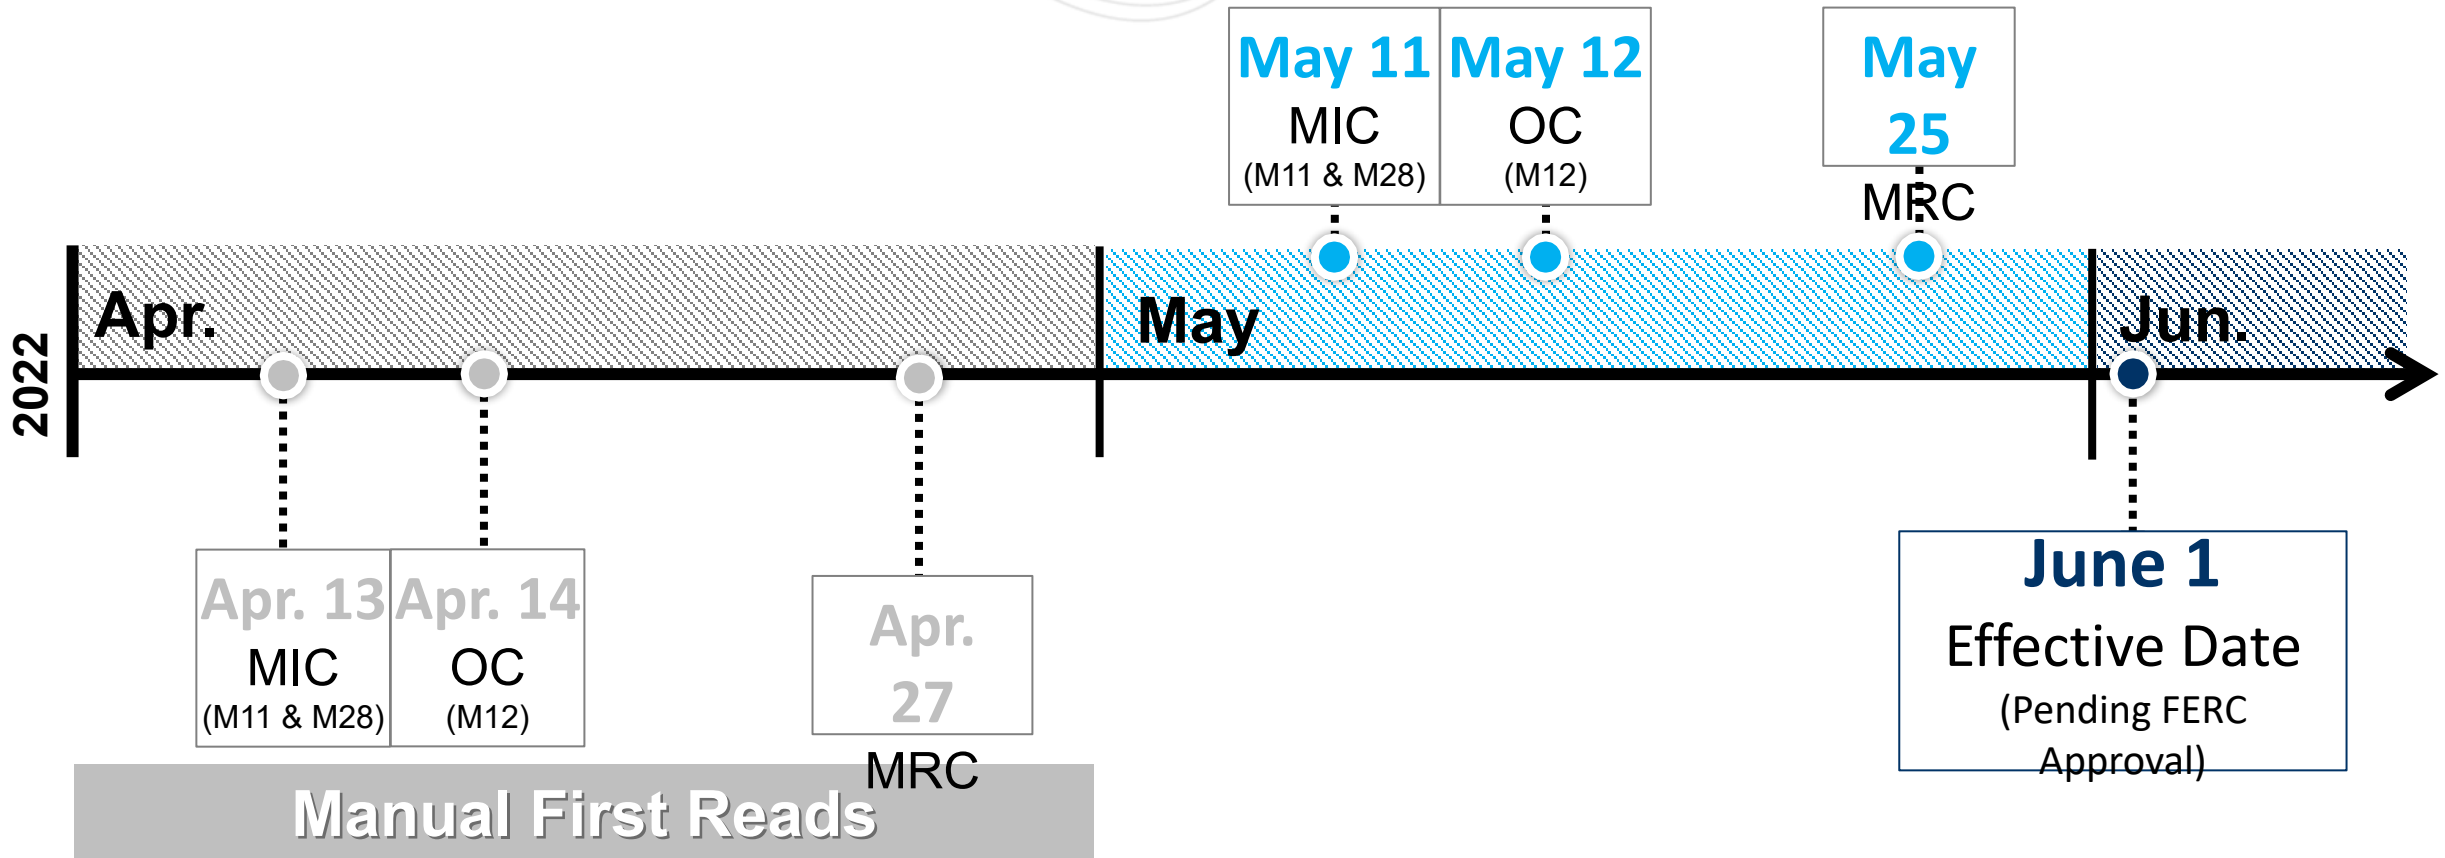 May 11
MIC
(M11 & M28)
May 12
OC
(M12)
May
25
MRC
2022
Apr.
May
Jun.
Apr. 13
MIC
(M11 & M28)
Apr. 14
OC
(M12)
Apr.
27
MRC
June 1
Effective Date
(Pending FERC
Approval)
Manual First Reads